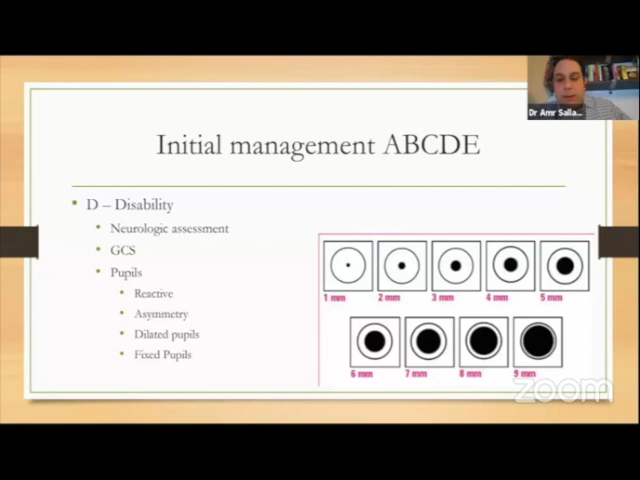 Dr Amr Salla...
Initial management ABCDE
D – Disability
Neurologic assessment
GCS
Pupils
Reactive
Asymmetry
Dilated pupils
Fixed Pupils
1 mm 2 mm 3 mm 4 mm 5 mm
6 mm 7 mm 8 mm 9 mm
zoom